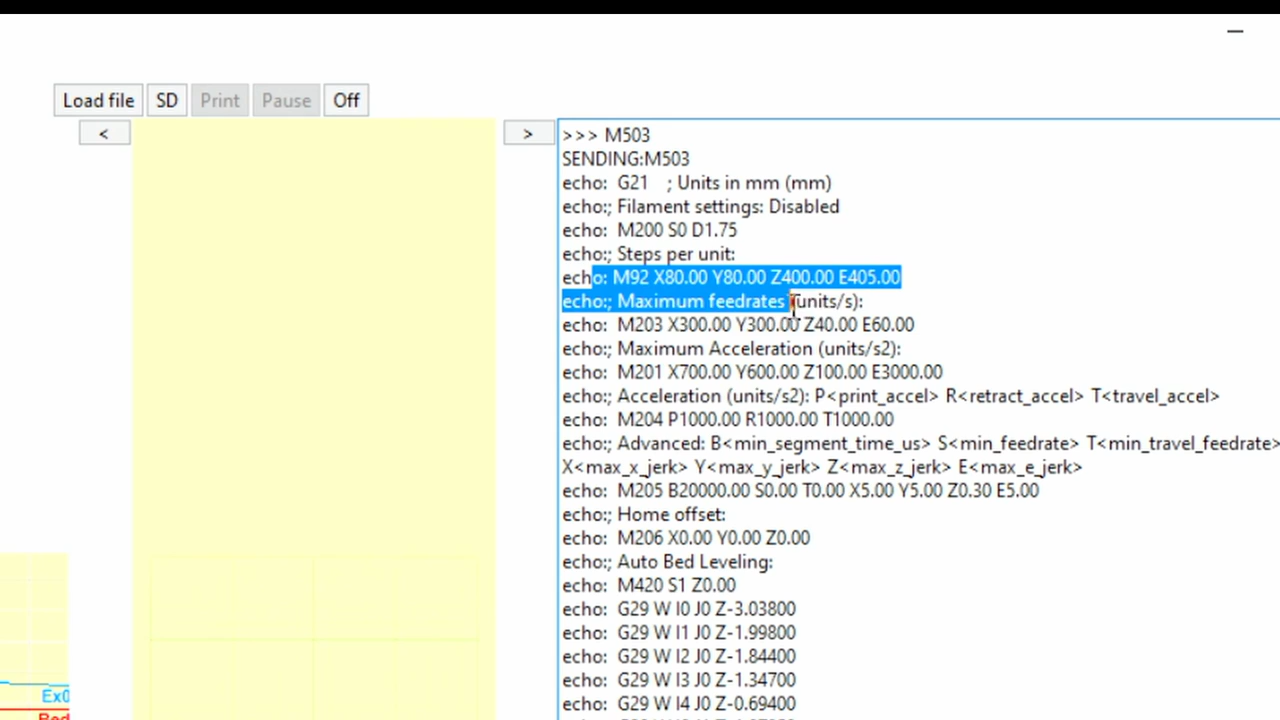 Load file SD Print Pause Off
< >
>>> M503
SENDING:M503
echo:  G21    ; Units in mm (mm)
echo:; Filament settings: Disabled
echo:  M200 S0 D1.75
echo:; Steps per unit:
echo: M92 X80.00 Y80.00 Z400.00 E405.00
echo:; Maximum feedrates (units/s):
echo:  M203 X300.00 Y300.00 Z40.00 E60.00
echo:; Maximum Acceleration (units/s2):
echo:  M201 X700.00 Y600.00 Z100.00 E3000.00
echo:; Acceleration (units/s2): P<print_accel> R<retract_accel> T<travel_accel>
echo:  M204 P1000.00 R1000.00 T1000.00
echo:; Advanced: B<min_segment_time_us> S<min_feedrate> T<min_travel_feedrate>
X<max_x_jerk> Y<max_y_jerk> Z<max_z_jerk> E<max_e_jerk>
echo:  M205 B20000.00 S0.00 T0.00 X5.00 Y5.00 Z0.30 E5.00
echo:; Home offset:
echo:  M206 X0.00 Y0.00 Z0.00
echo:; Auto Bed Leveling:
echo:  M420 S1 Z0.00
echo:  G29 W I0 J0 Z-3.03800
echo:  G29 W I1 J0 Z-1.99800
echo:  G29 W I2 J0 Z-1.84400
echo:  G29 W I3 J0 Z-1.34700
echo:  G29 W I4 J0 Z-0.69400
Ex0
Bed